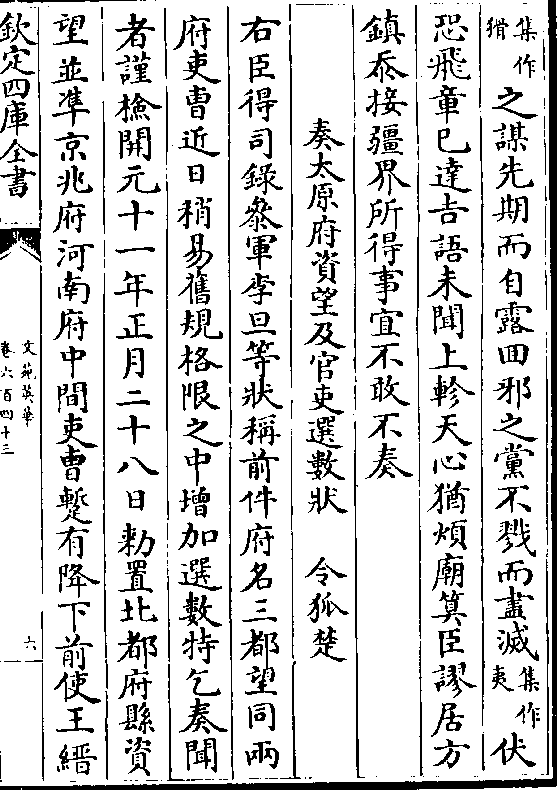 集作猾之謀先期而自露囬邪之黨不戮而盡滅集作夷伏
恐飛章已達吉語未聞上軫天心猶煩廟筭臣謬居方
鎮忝接疆界所得事宜不敢不奏
奏太原府資望及官吏選數狀　令狐楚
右臣得司錄叅軍李旦等狀稱前件府名三都望同兩
府吏曹近日稍易舊規格限之中增加選數特乞奏聞
者謹檢開元十一年正月二十八日勑置北都府縣資
望並準京兆府河南府中間吏曹蹔有降下前使王縉
欽定四庫全書
文苑英華
卷六百四十三
六